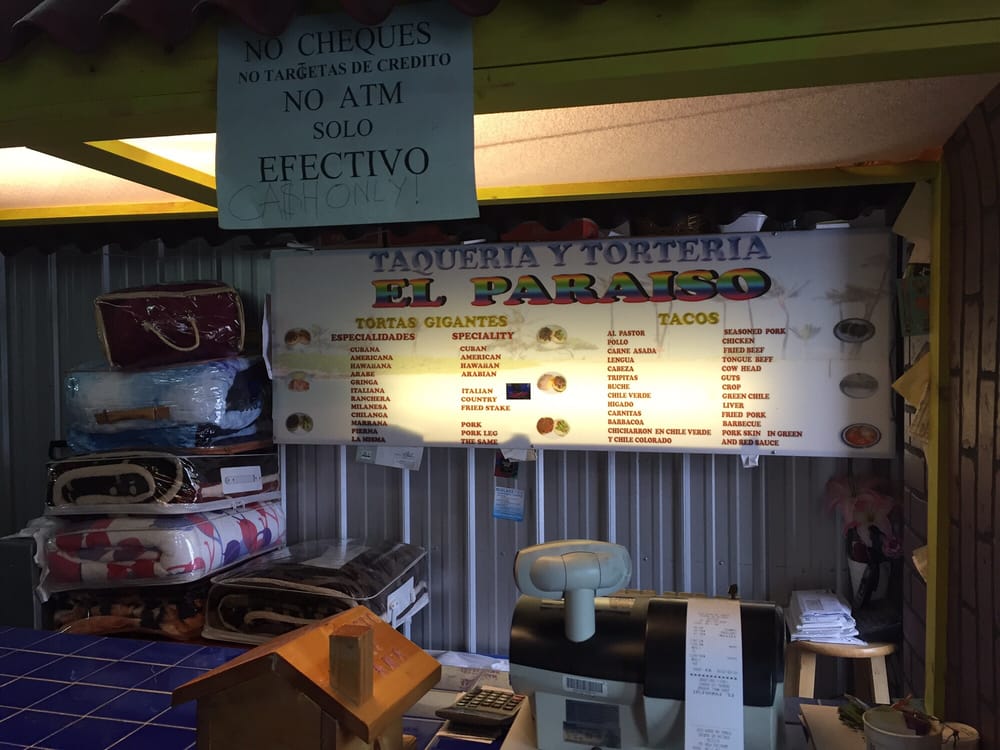 NO CHEQUES
NO TARGETAS DE CREDITO
NO ATM
SOLO
EFECTIVO
CA$H ONLY!
TAQUERIA Y TORTERIA
EL PARAISO
TORTAS GIGANTES
ESPECIALIDADES SPECIALITY
CUBANA CUBAN
AMERICANA AMERICAN
HAWAIIANA HAWAIIAN
ARABE ARABIAN
GRINGA
ITALIANA ITALIAN
RANCHERA COUNTRY
MILANESA FRIED STAKE
CHILANGA
MARRANA PORK
PIERNA PORK LEG
LA MISMA THE SAME
TACOS
AL PASTOR SEASONED PORK
POLLO CHICKEN
CARNE ASADA FRIED BEEF
LENGUA TONGUE BEEF
CABEZA COW HEAD
TRIPITAS GUTS
BUCHE CROP
CHILE VERDE GREEN CHILE
HIGADO LIVER
CARNITAS FRIED PORK
BARBACOA BARBECUE
CHICHARRON EN CHILE VERDE PORK SKIN IN GREEN
Y CHILE COLORADO AND RED SAUCE